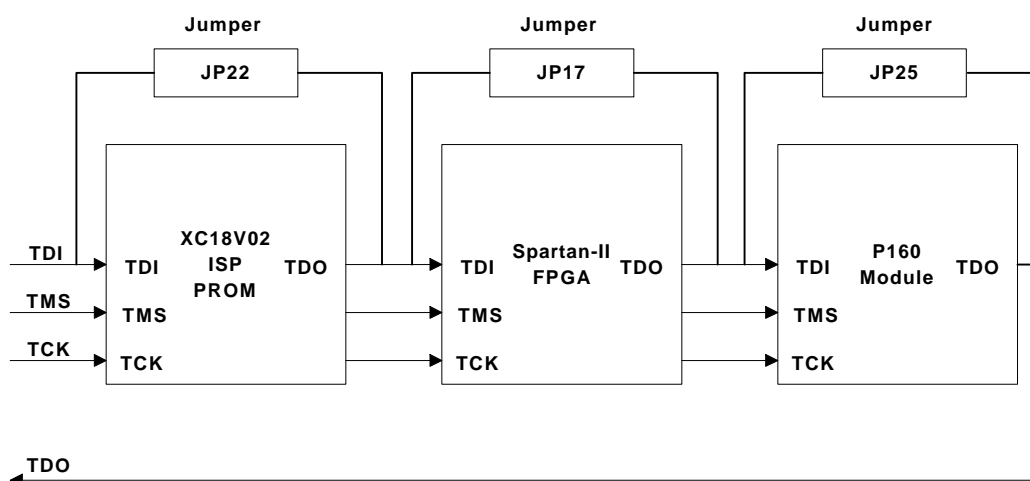 Jumper
Jumper
Jumper
JP22
JP17
JP25
TDI
TMS
TCK
TDI
TMS
TCK
XC18V02
ISP
PROM
TDO
TDI
TMS
TCK
Spartan-II
FPGA
TDO
TDI
TMS
TCK
P160
Module
TDO
TDO